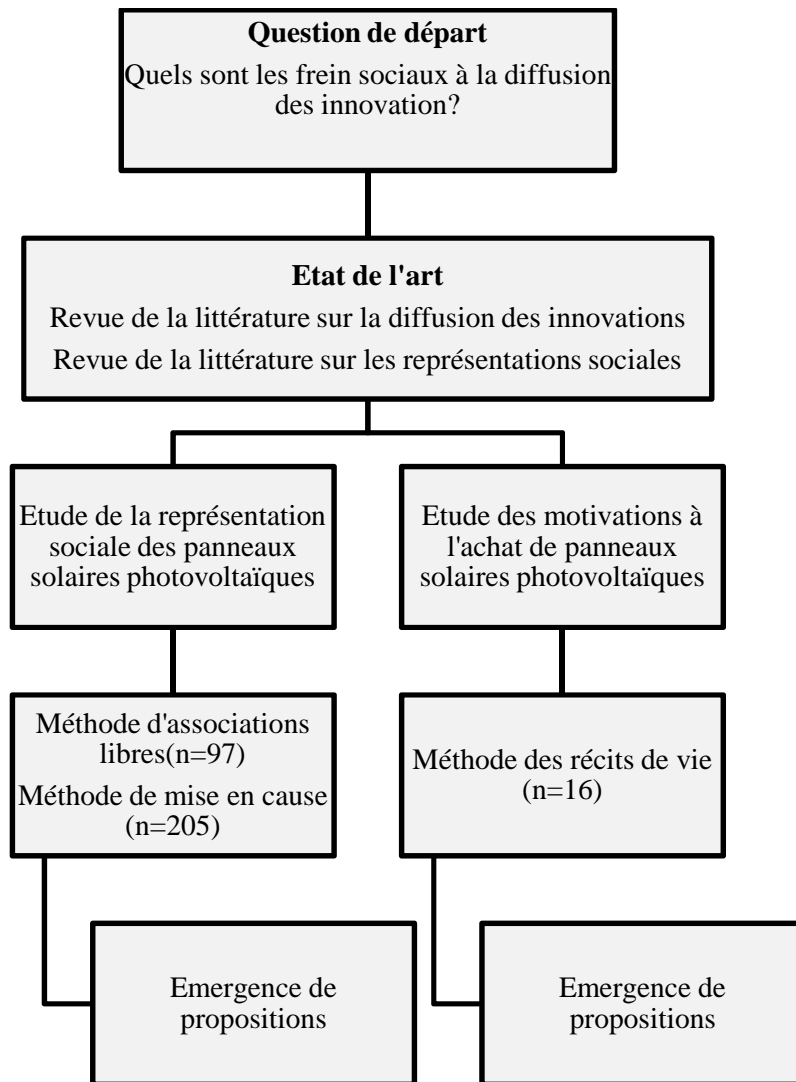 Question de départ
Quels sont les frein sociaux à la diffusion
des innovation?
Etat de l'art
Revue de la littérature sur la diffusion des innovations
Revue de la littérature sur les représentations sociales
Etude de la représentation
sociale des panneaux
solaires photovoltaïques
Etude des motivations à
l'achat de panneaux
solaires photovoltaïques
Méthode d'associations
libres(n=97)
Méthode de mise en cause
(n=205)
Méthode des récits de vie
(n=16)
Emergence de
propositions
Emergence de
propositions